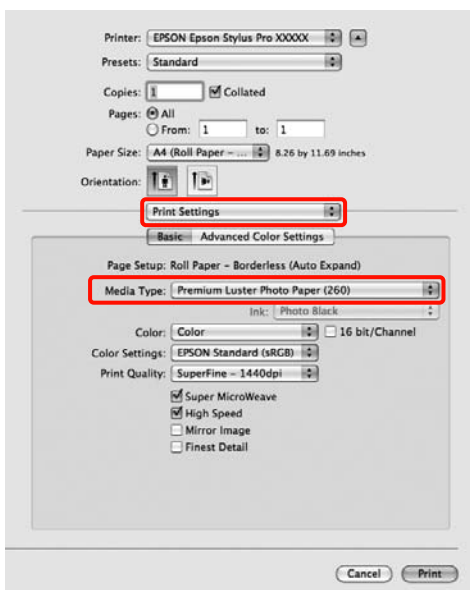 Printer: EPSON Epson Stylus Pro XXXXX
Presets: Standard
Copies: 1 Collated
Pages: All
From: 1 to: 1
Paper Size: A4 (Roll Paper - ... 8.26 by 11.69 inches
Orientation:
Print Settings
Basic Advanced Color Settings
Page Setup: Roll Paper - Borderless (Auto Expand)
Media Type: Premium Luster Photo Paper (260)
Ink: Photo Black
Color: Color 16 bit/Channel
Color Settings: EPSON Standard (sRGB)
Print Quality: SuperFine - 1440dpi
Super MicroWeave
High Speed
Mirror Image
Finest Detail
Cancel Print